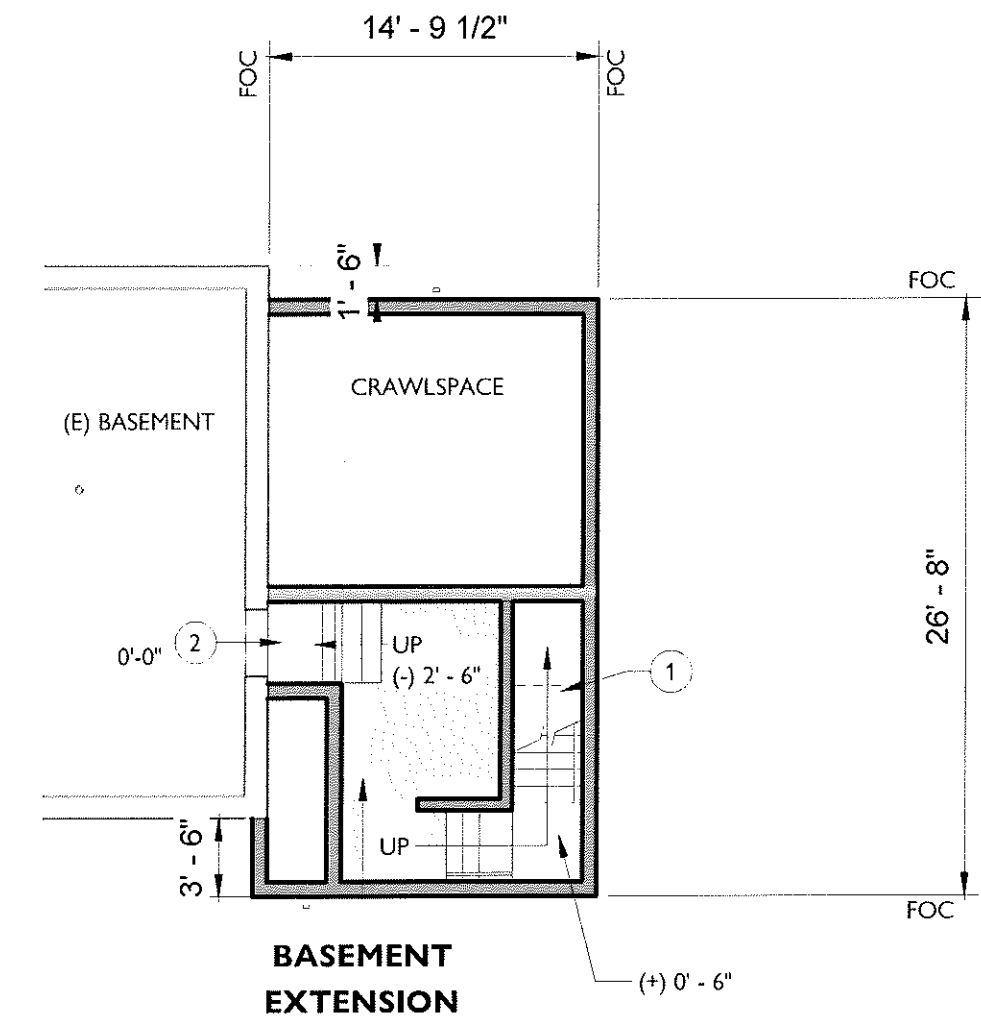 14' - 9 1/2"
FOC
FOC
1' - 6"
FOC
CRAWLSPACE
(E) BASEMENT
26' - 8"
0'-0"
2
UP
(-) 2' - 6"
1
3' - 6"
UP
FOC
BASEMENT
EXTENSION
(+) 0' - 6"